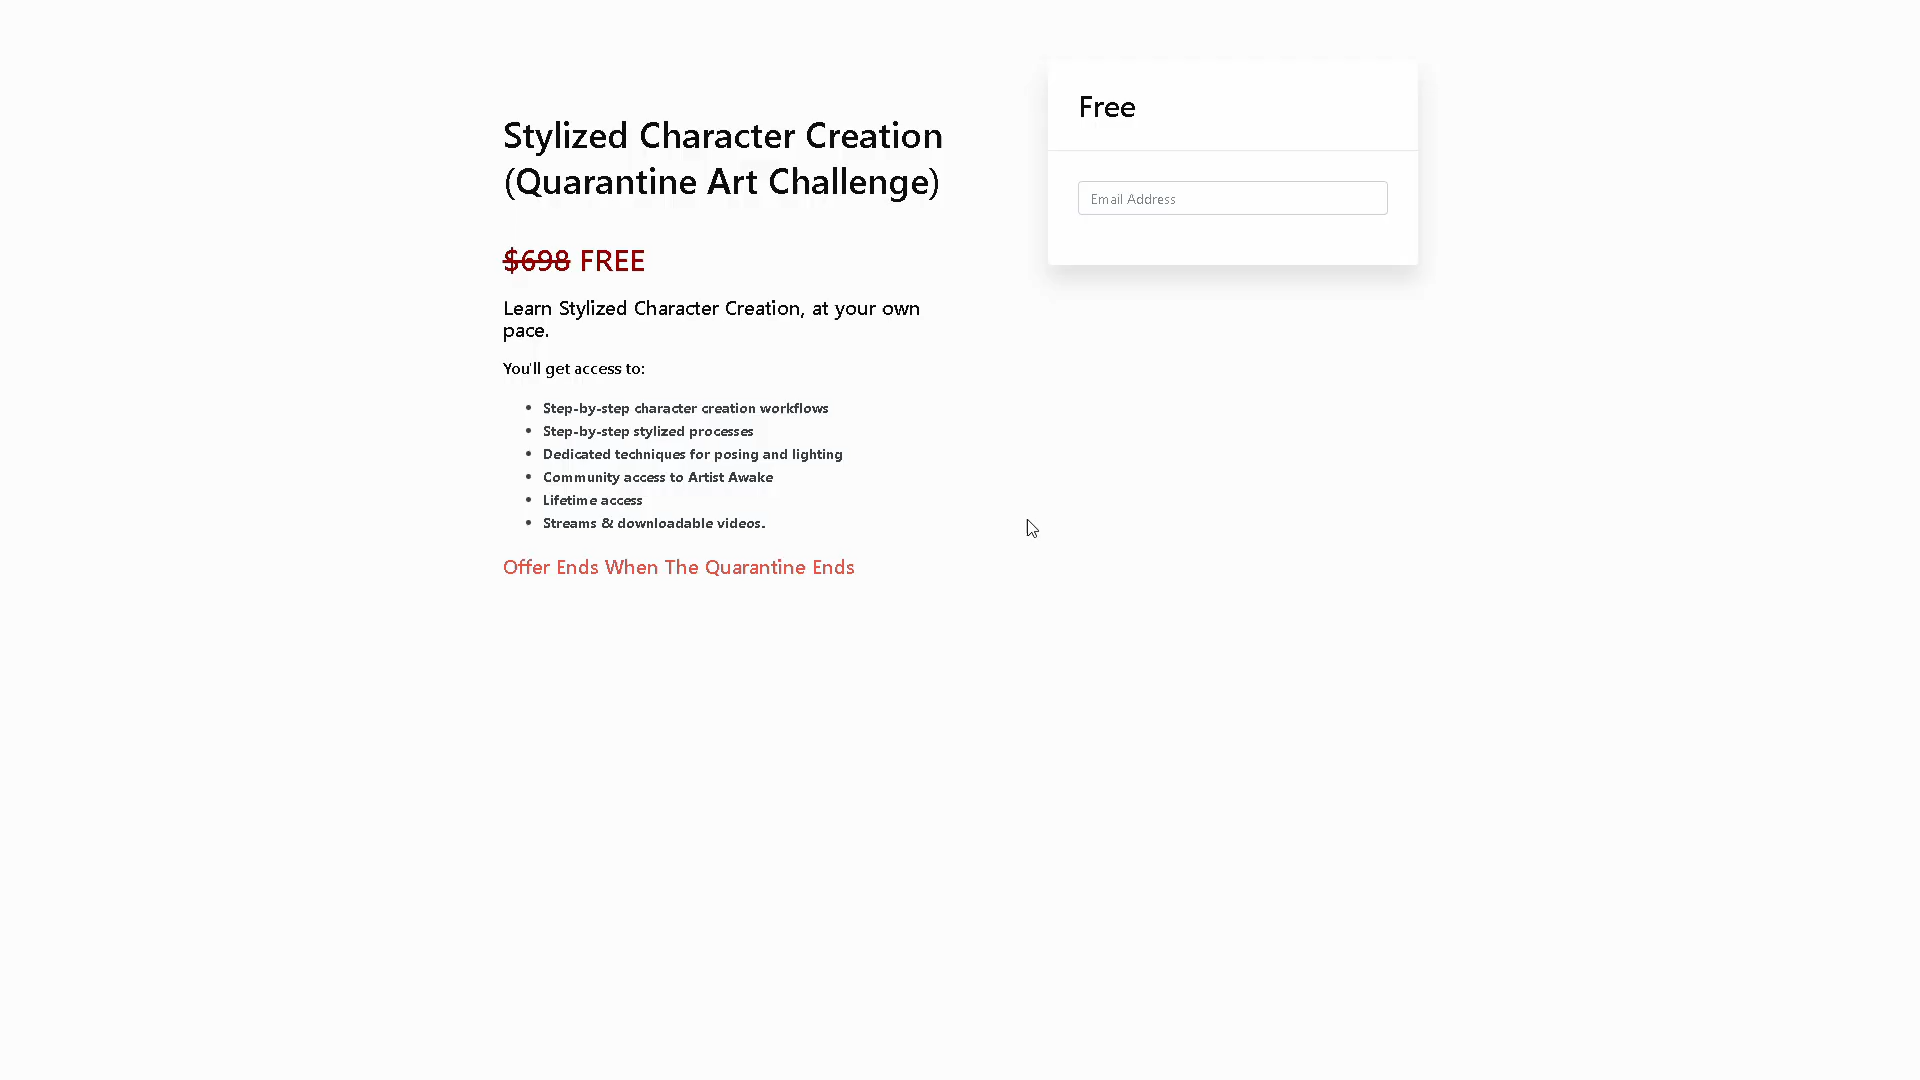 Stylized Character Creation
(Quarantine Art Challenge)
$698 FREE
Learn Stylized Character Creation, at your own
pace.
You'll get access to:
• Step-by-step character creation workflows
• Step-by-step stylized processes
• Dedicated techniques for posing and lighting
• Community access to Artist Awake
• Lifetime access
• Streams & downloadable videos.
Offer Ends When The Quarantine Ends
Free
Email Address